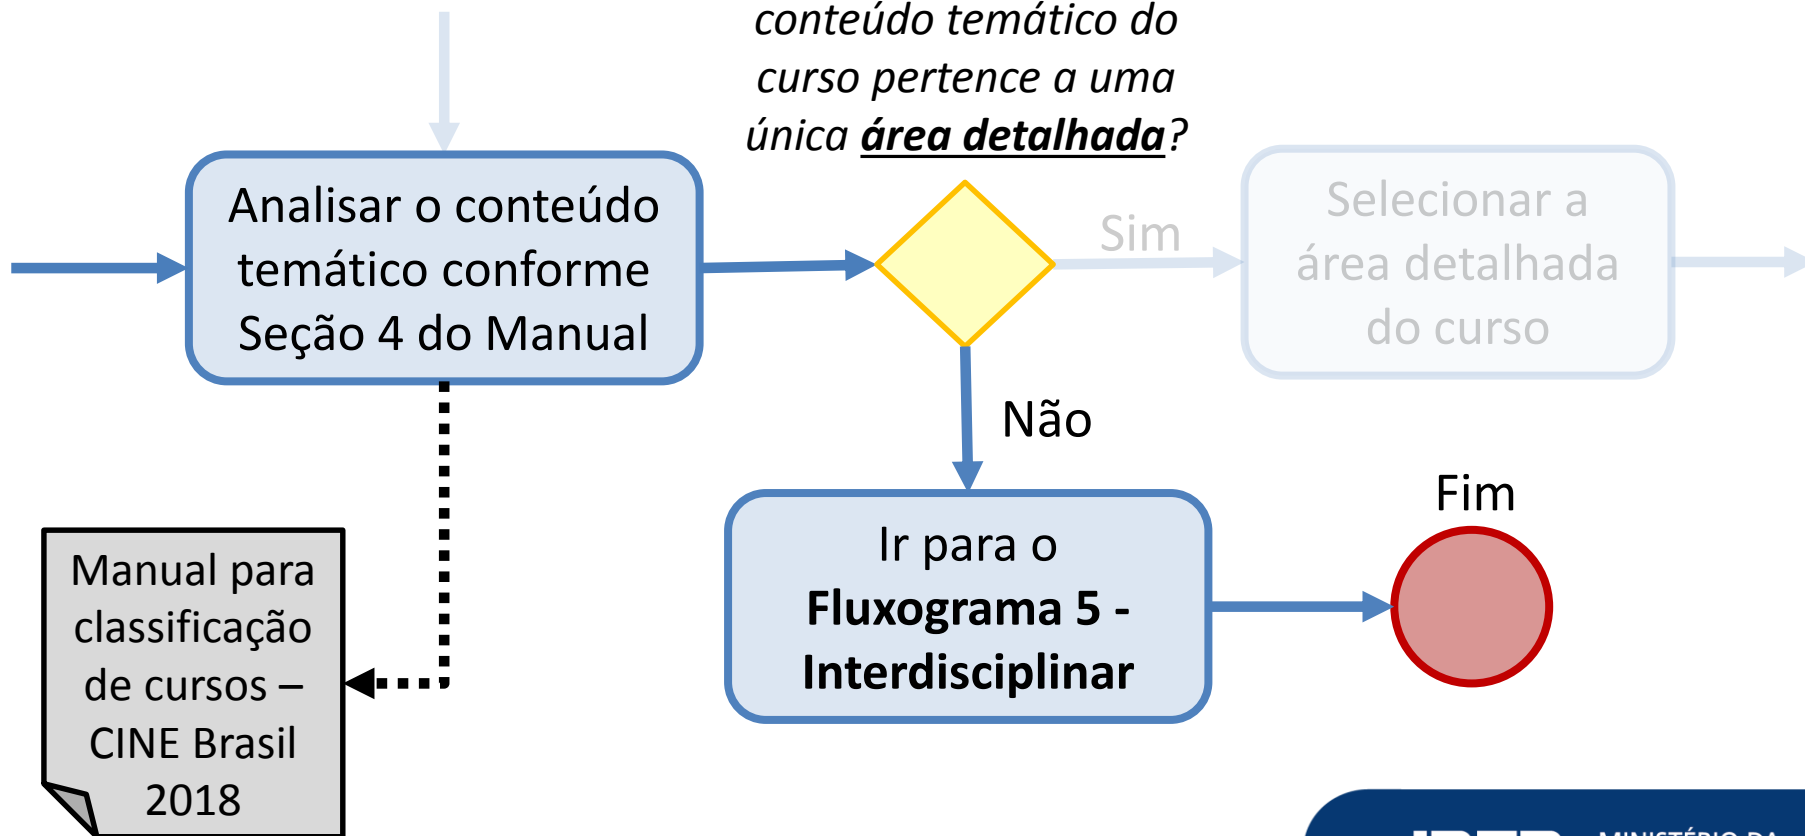 conteúdo temático do
curso pertence a uma
única área detalhada?
Analisar o conteúdo
temático conforme
Seção 4 do Manual
Sim
Selecionar a
área detalhada
do curso
Não
Ir para o
Fluxograma 5 -
Interdisciplinar
Fim
Manual para
classificação
de cursos –
CINE Brasil
2018
MINISTÉRIO DA